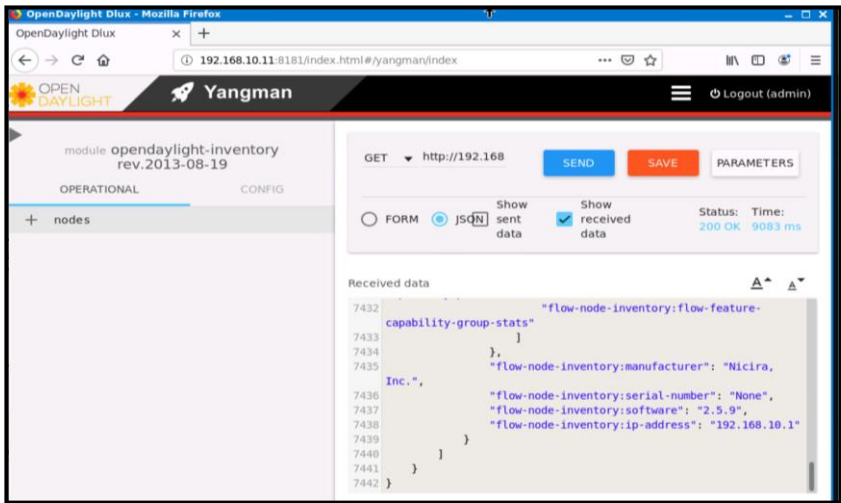 OpenDaylight Dlux - Mozilla Firefox
OpenDaylight Dlux × +
192.168.10.11:8181/index.html#/yangman/index
OPEN
DAYLIGHT
Yangman
Logout (admin)
module opendaylight-inventory
rev.2013-08-19
OPERATIONAL CONFIG
+ nodes
GET http://192.168 SEND SAVE PARAMETERS
FORM JSON
Show
sent
data
Show
received
data
Status: Time:
200 OK 9083 ms
Received data A A
7432 "flow-node-inventory:flow-feature-
capability-group-stats"
7433 ]
7434 },
7435 "flow-node-inventory:manufacturer": "Nicira,
Inc.",
7436 "flow-node-inventory:serial-number": "None",
7437 "flow-node-inventory:software": "2.5.9",
7438 "flow-node-inventory:ip-address": "192.168.10.1"
7439 }
7440 ]
7441 }
7442 }